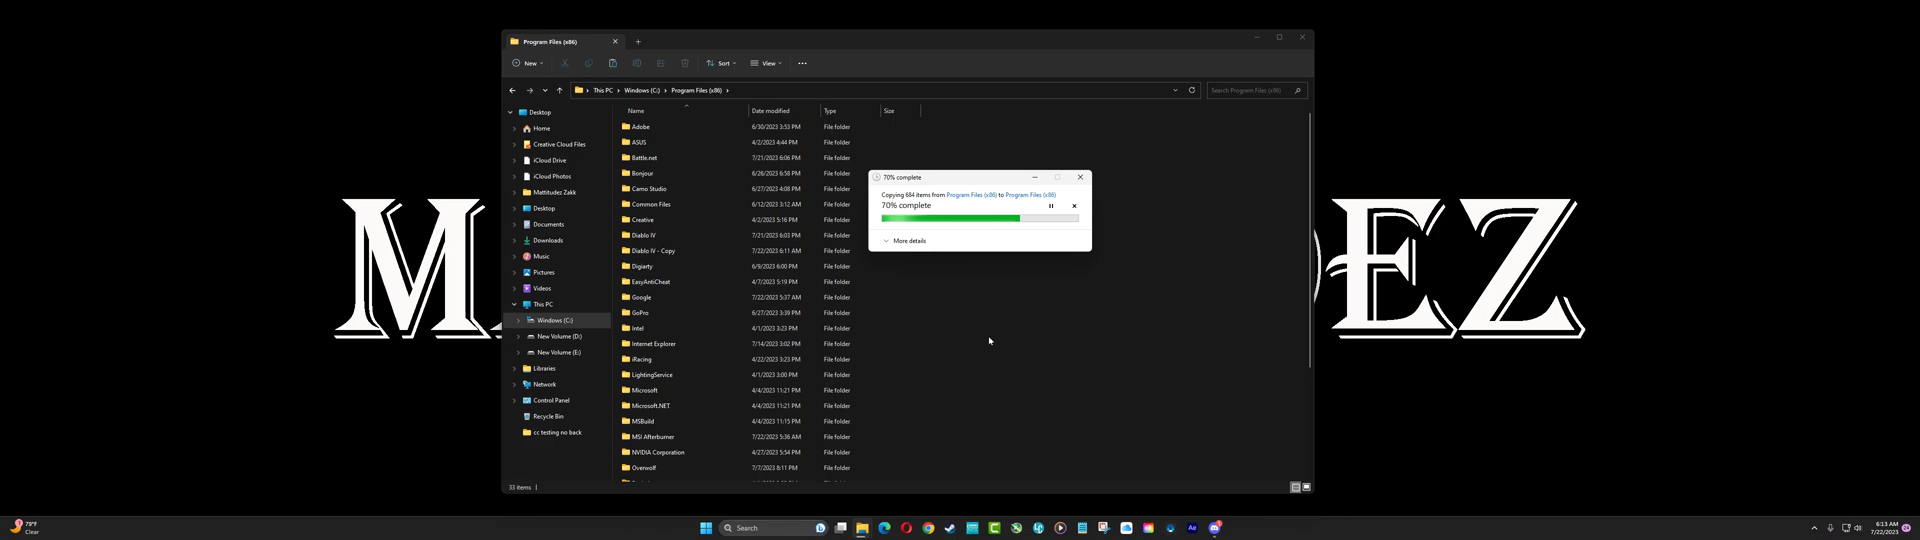 Program Files (x86)
New
Sort
View
This PC
Windows (C:)
Program Files (x86)
Search Program Files (x86)
Desktop
Home
Creative Cloud Files
iCloud Drive
iCloud Photos
Mattitudez Zakk
Desktop
Documents
Downloads
Music
Pictures
Videos
This PC
Windows (C:)
New Volume (D:)
New Volume (E:)
Libraries
Network
Control Panel
Recycle Bin
cc testing no back
Name Date modified Type Size
Adobe 6/30/2023 3:53 PM File folder
ASUS 4/2/2023 4:44 PM File folder
Battle.net 7/21/2023 6:06 PM File folder
Bonjour 6/26/2023 6:58 PM File folder
Camo Studio 6/27/2023 4:08 PM File folder
Common Files 6/12/2023 3:12 AM File folder
Creative 4/2/2023 5:16 PM File folder
Diablo IV 7/21/2023 6:03 PM File folder
Diablo IV - Copy 7/22/2023 6:11 AM File folder
Digiarty 6/9/2023 6:00 PM File folder
EasyAntiCheat 4/7/2023 5:19 PM File folder
Google 7/22/2023 5:37 AM File folder
GoPro 6/27/2023 3:39 PM File folder
Intel 4/1/2023 3:23 PM File folder
Internet Explorer 7/14/2023 3:02 PM File folder
iRacing 4/22/2023 3:23 PM File folder
LightingService 4/1/2023 3:00 PM File folder
Microsoft 4/4/2023 11:21 PM File folder
Microsoft.NET 4/4/2023 11:21 PM File folder
MSBuild 4/4/2023 11:15 PM File folder
MSI Afterburner 7/22/2023 5:36 AM File folder
NVIDIA Corporation 4/27/2023 5:54 PM File folder
Overwolf 7/7/2023 8:11 PM File folder
70% complete
Copying 684 items from Program Files (x86) to Program Files (x86)
70% complete
More details
33 items
M
EZ
79°F
Clear
Search
6:13 AM
7/22/2023